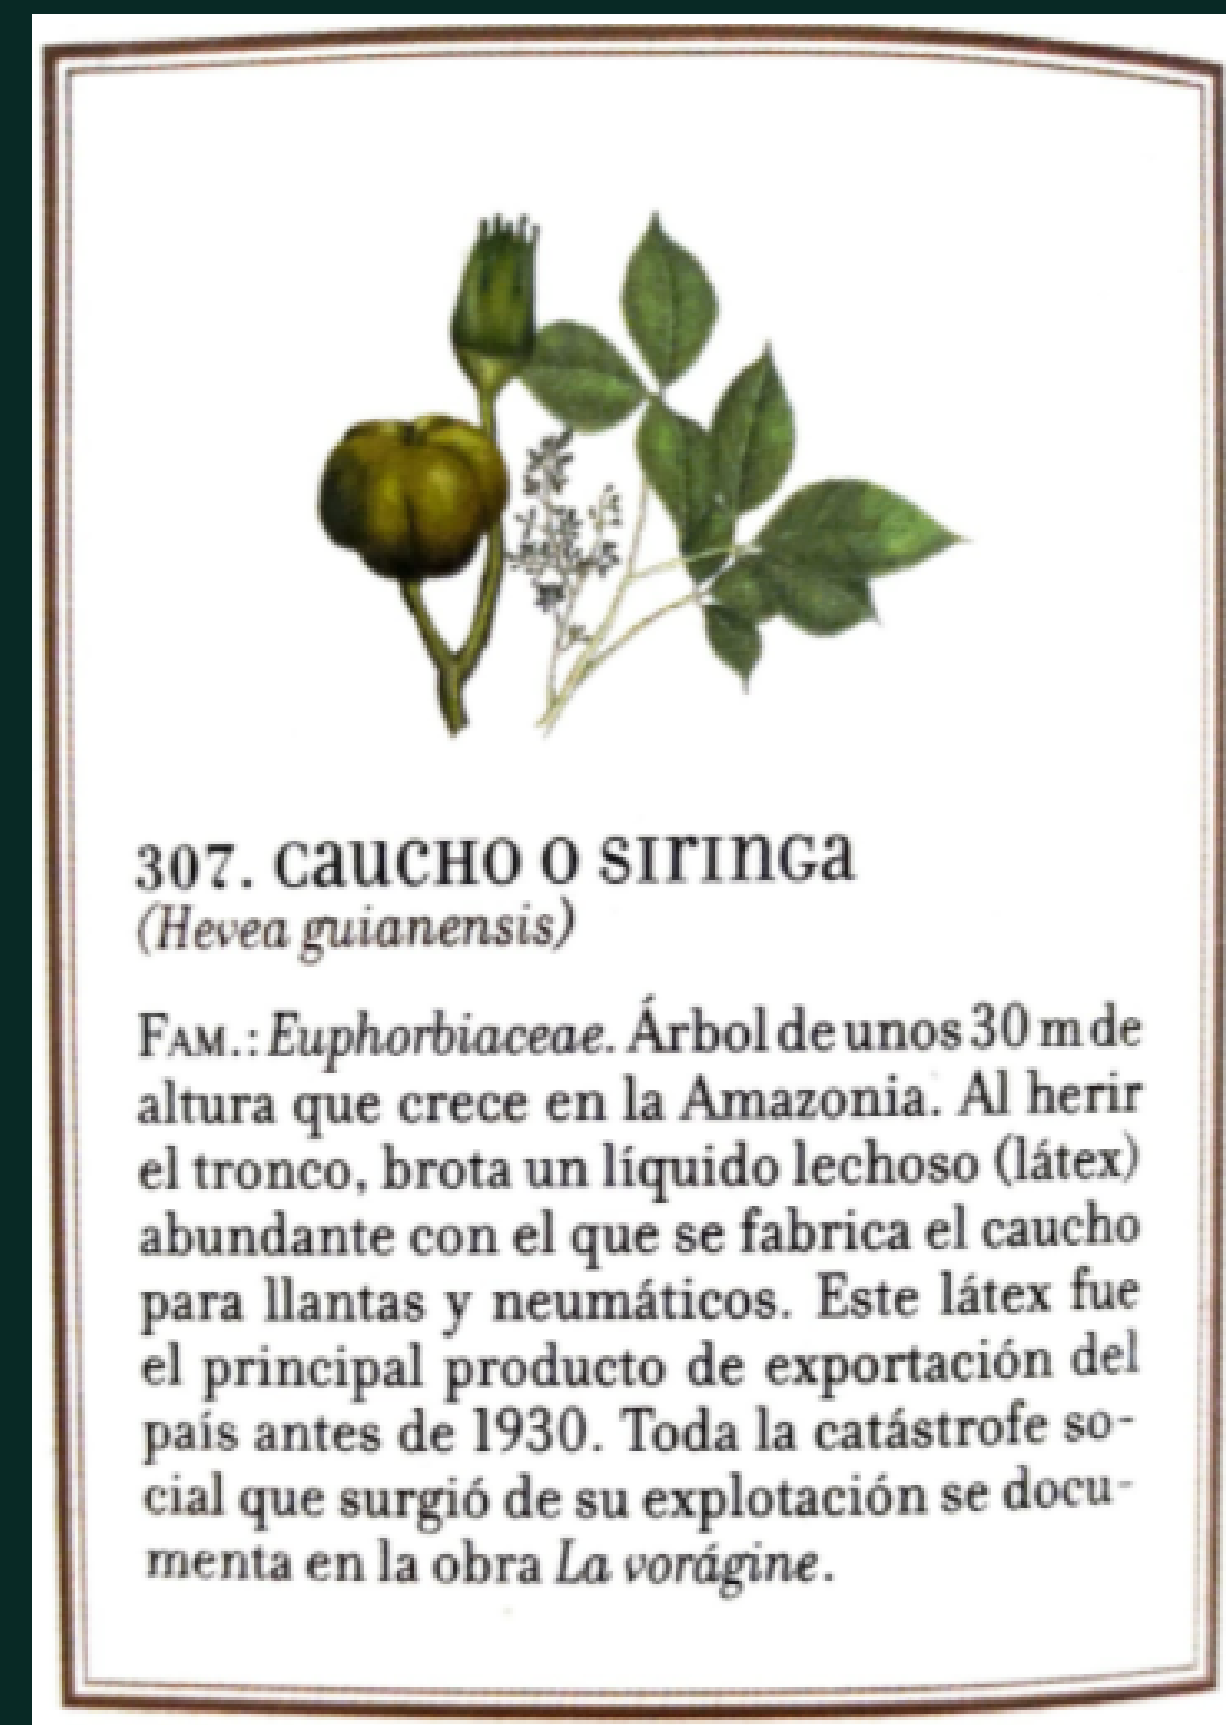 307. CAUCHO O SIRINGA
(Hevea guianensis)
FAM.: Euphorbiaceae. Árbol de unos 30 m de
altura que crece en la Amazonia. Al herir
el tronco, brota un líquido lechoso (látex)
abundante con el que se fabrica el caucho
para llantas y neumáticos. Este látex fue
el principal producto de exportación del
país antes de 1930. Toda la catástrofe so-
cial que surgió de su explotación se docu-
menta en la obra La vorágine.